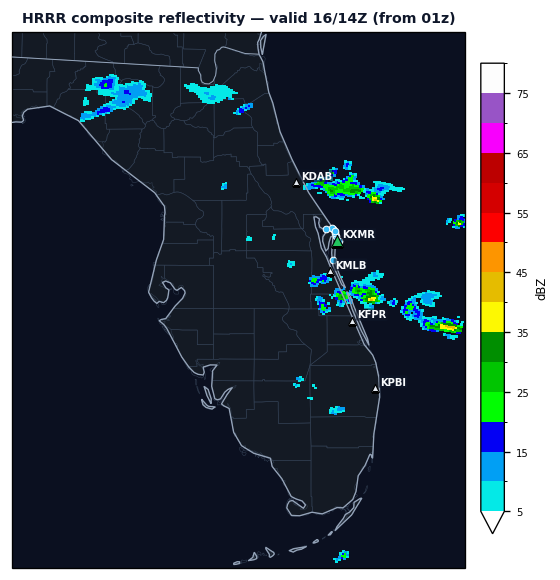 HRRR composite reflectivity — valid 16/14Z (from 01z)
KDAB
KXMR
KMLB
KFPR
KPBI
75
65
55
45
35
25
15
5
dBZ